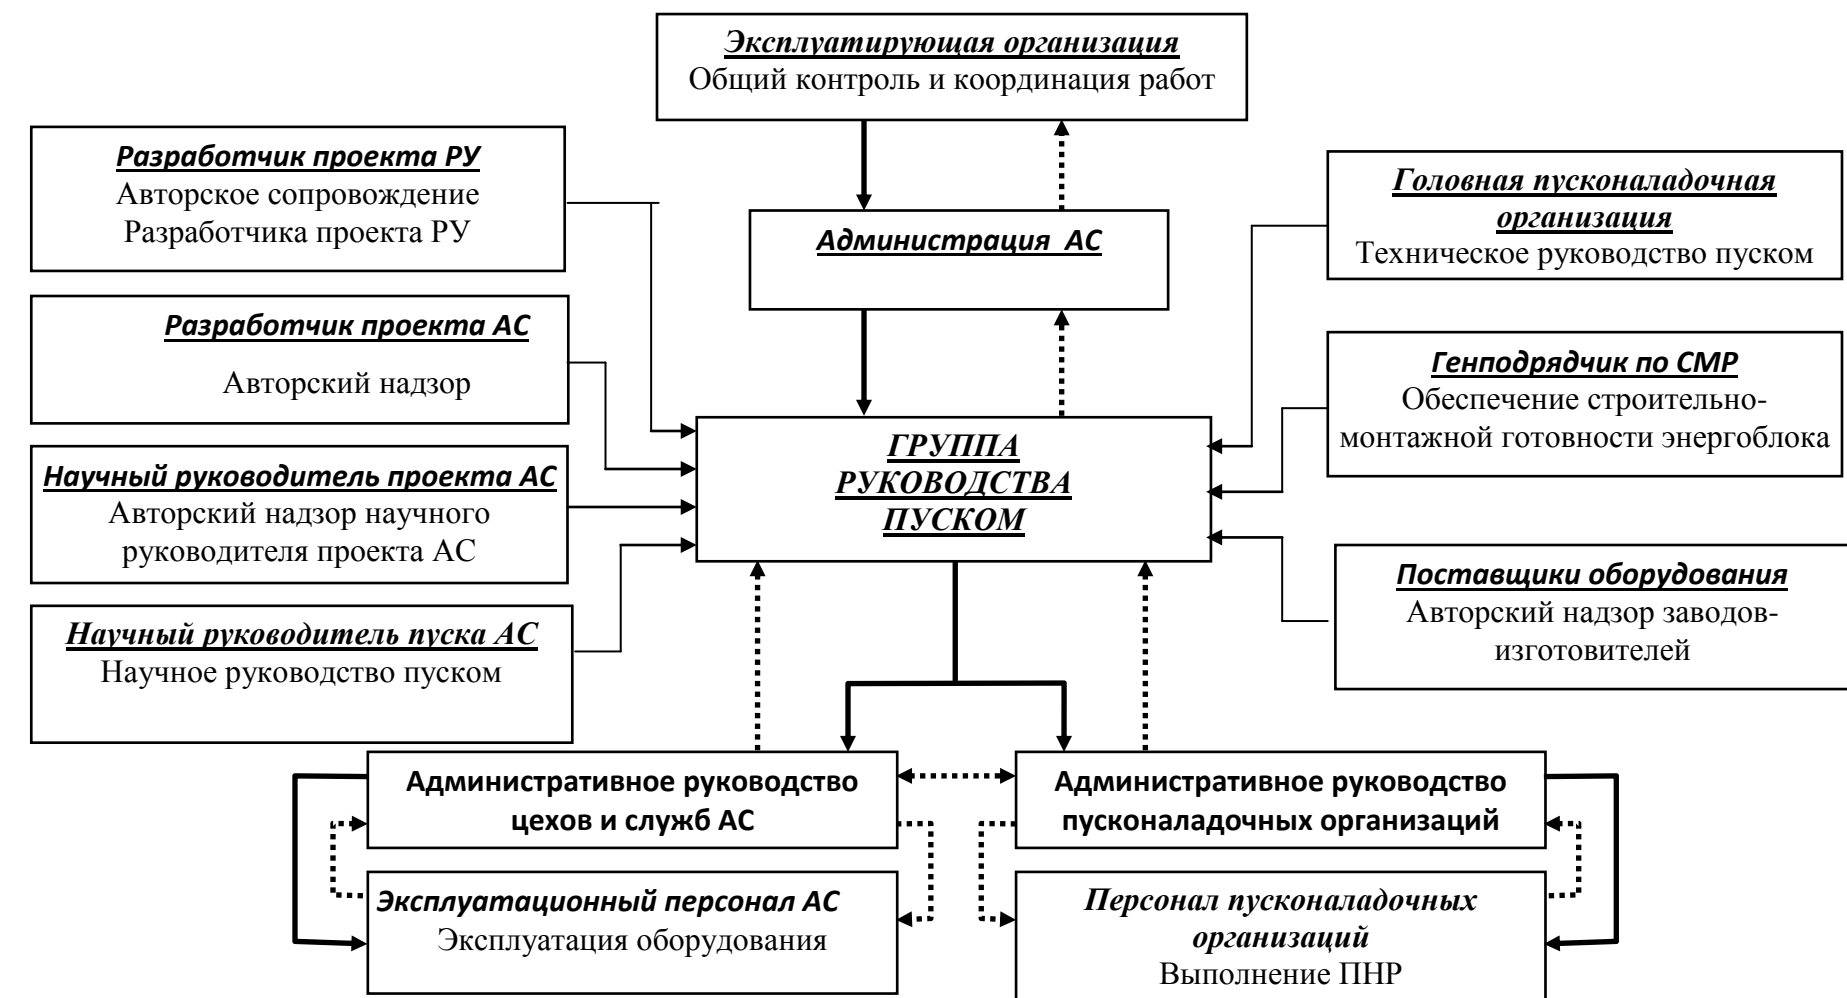 Эксплуатирующая организация
Общий контроль и координация работ
Разработчик проекта РУ
Авторское сопровождение
Разработчика проекта РУ
Администрация АС
Головная пусконаладочная
организация
Техническое руководство пуском
Разработчик проекта АС
Авторский надзор
Генподрядчик по СМР
Обеспечение строительно-
монтажной готовности энергоблока
ГРУППА
РУКОВОДСТВА
ПУСКОМ
Научный руководитель проекта АС
Авторский надзор научного
руководителя проекта АС
Поставщики оборудования
Авторский надзор заводов-
изготовителей
Научный руководитель пуска АС
Научное руководство пуском
Административное руководство
цехов и служб АС
Административное руководство
пусконаладочных организаций
Эксплуатационный персонал АС
Эксплуатация оборудования
Персонал пусконаладочных
организаций
Выполнение ПНР